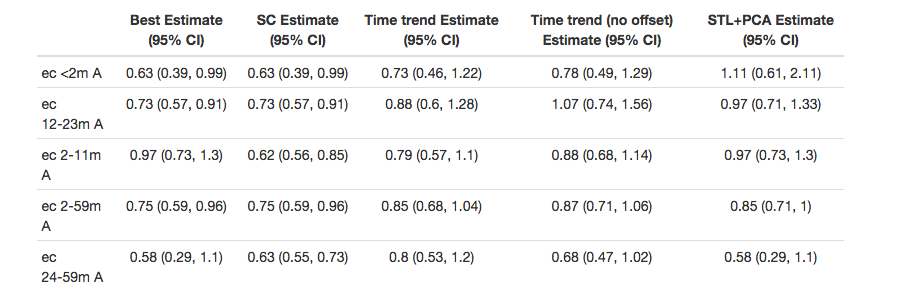 Best Estimate SC Estimate Time trend Estimate Time trend (no offset) STL+PCA Estimate
(95% CI) (95% CI) (95% CI) Estimate (95% CI) (95% CI)
ec <2m A 0.63 (0.39, 0.99) 0.63 (0.39, 0.99) 0.73 (0.46, 1.22) 0.78 (0.49, 1.29) 1.11 (0.61, 2.11)
ec 0.73 (0.57, 0.91) 0.73 (0.57, 0.91) 0.88 (0.6, 1.28) 1.07 (0.74, 1.56) 0.97 (0.71, 1.33)
12-23m A
ec 2-11m 0.97 (0.73, 1.3) 0.62 (0.56, 0.85) 0.79 (0.57, 1.1) 0.88 (0.68, 1.14) 0.97 (0.73, 1.3)
A
ec 2-59m 0.75 (0.59, 0.96) 0.75 (0.59, 0.96) 0.85 (0.68, 1.04) 0.87 (0.71, 1.06) 0.85 (0.71, 1)
A
ec 0.58 (0.29, 1.1) 0.63 (0.55, 0.73) 0.8 (0.53, 1.2) 0.68 (0.47, 1.02) 0.58 (0.29, 1.1)
24-59m A